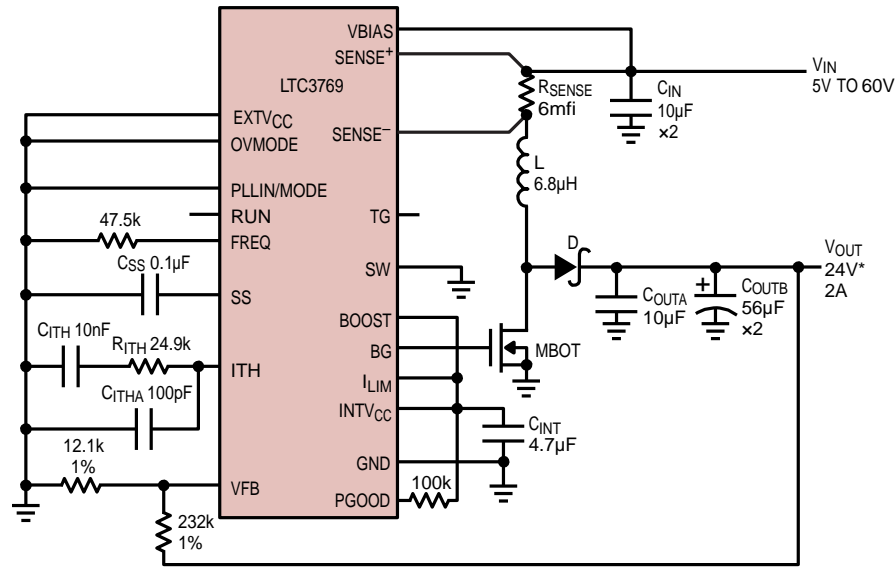 VBIAS
SENSE+
LTC3769
SENSE−
EXTVCC
OVMODE
PLLIN/MODE
RUN
FREQ
SS
ITH
VFB
TG
SW
BOOST
BG
ILIM
INTVCC
GND
PGOOD
47.5k
CSS 0.1µF
CITH 10nF
RITH 24.9k
CITHA 100pF
12.1k
1%
232k
1%
100k
RSENSE
6mfi
CIN
10µF
×2
VIN
5V TO 60V
L
6.8µH
D
MBOT
COUTA
10µF
+
COUTB
56µF
×2
VOUT
24V*
2A
CINT
4.7µF